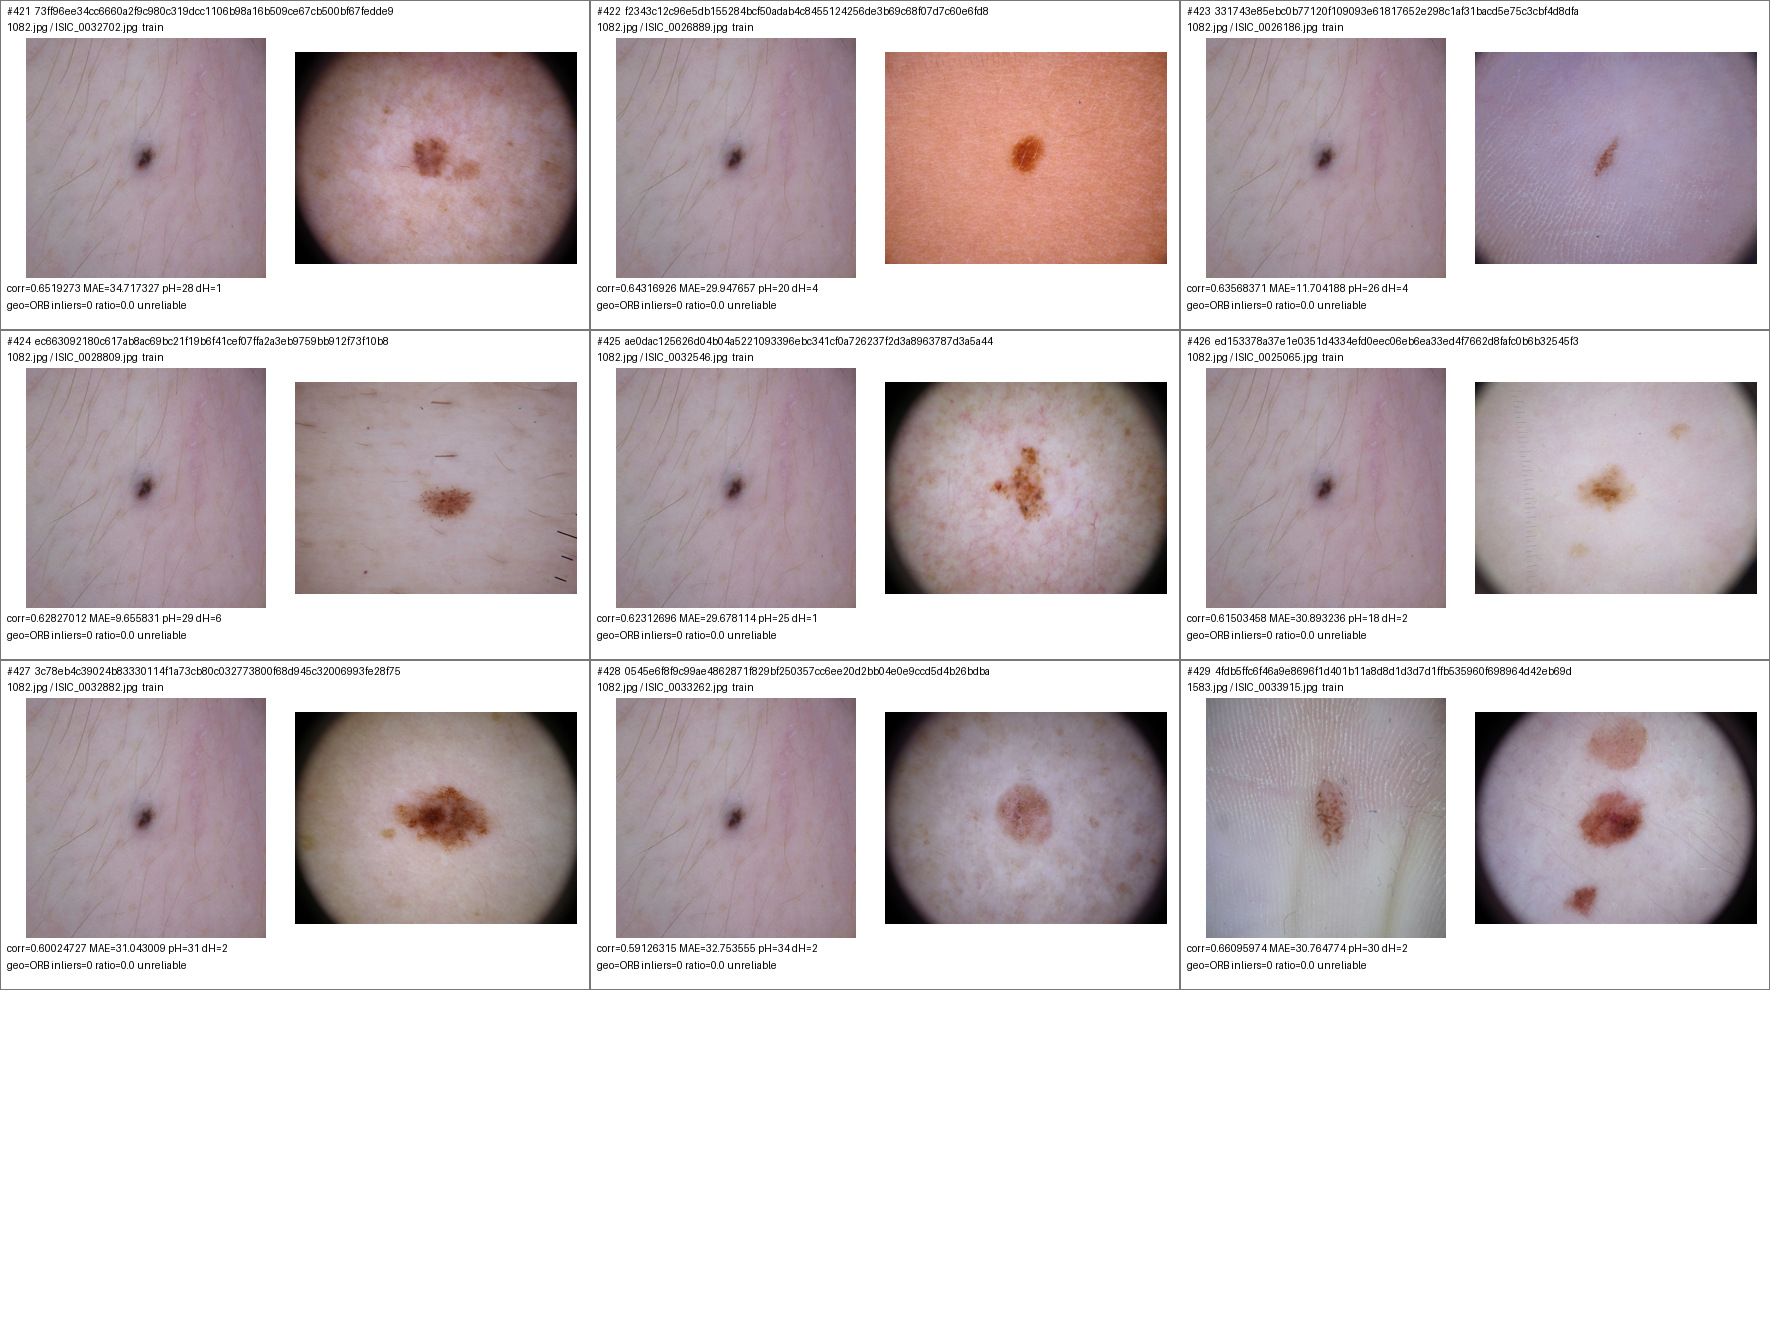 #421 73ff96ee34cc6660a2f9c980c319dcc1106b98a16b509ce67cb500bf67fedde9
1082.jpg / ISIC_0032702.jpg train
corr=0.6519273 MAE=34.717327 pH=28 dH=1
geo=ORB inliers=0 ratio=0.0 unreliable
#422 f2343c12c96e5db155284bcf50adab4c8455124256de3b69c68f07d7c60e6fd8
1082.jpg / ISIC_0026889.jpg train
corr=0.64316926 MAE=29.947657 pH=20 dH=4
geo=ORB inliers=0 ratio=0.0 unreliable
#423 331743e85ebc0b77120f109093e61817652e298c1af31bacd5e75c3cbf4d8dfa
1082.jpg / ISIC_0026186.jpg train
corr=0.63568371 MAE=11.704188 pH=26 dH=4
geo=ORB inliers=0 ratio=0.0 unreliable
#424 ec663092180c617ab8ac69bc21f19b6f41cef07ffa2a3eb9759bb912f73f10b8
1082.jpg / ISIC_0028809.jpg train
corr=0.62827012 MAE=9.655831 pH=29 dH=6
geo=ORB inliers=0 ratio=0.0 unreliable
#425 ae0dac125626d04b04a5221093396ebc341cf0a726237f2d3a8963787d3a5a44
1082.jpg / ISIC_0032546.jpg train
corr=0.62312696 MAE=29.678114 pH=25 dH=1
geo=ORB inliers=0 ratio=0.0 unreliable
#426 ed153378a37e1e0351d4334efd0eec06eb6ea33ed4f7662d8fafc0b6b32545f3
1082.jpg / ISIC_0025065.jpg train
corr=0.61503458 MAE=30.893236 pH=18 dH=2
geo=ORB inliers=0 ratio=0.0 unreliable
#427 3c78eb4c39024b83330114f1a73cb80c032773800f68d945c32006993fe28f75
1082.jpg / ISIC_0032882.jpg train
corr=0.60024727 MAE=31.043009 pH=31 dH=2
geo=ORB inliers=0 ratio=0.0 unreliable
#428 0545e6f8f9c99ae4862871f829bf250357cc6ee20d2bb04e0e9ccd5d4b26bdba
1082.jpg / ISIC_0033262.jpg train
corr=0.59126315 MAE=32.753555 pH=34 dH=2
geo=ORB inliers=0 ratio=0.0 unreliable
#429 4fdb5ffc6f46a9e8696f1d401b11a8d8d1d3d7d1ffb535960f698964d42eb69d
1583.jpg / ISIC_0033915.jpg train
corr=0.66095974 MAE=30.764774 pH=30 dH=2
geo=ORB inliers=0 ratio=0.0 unreliable